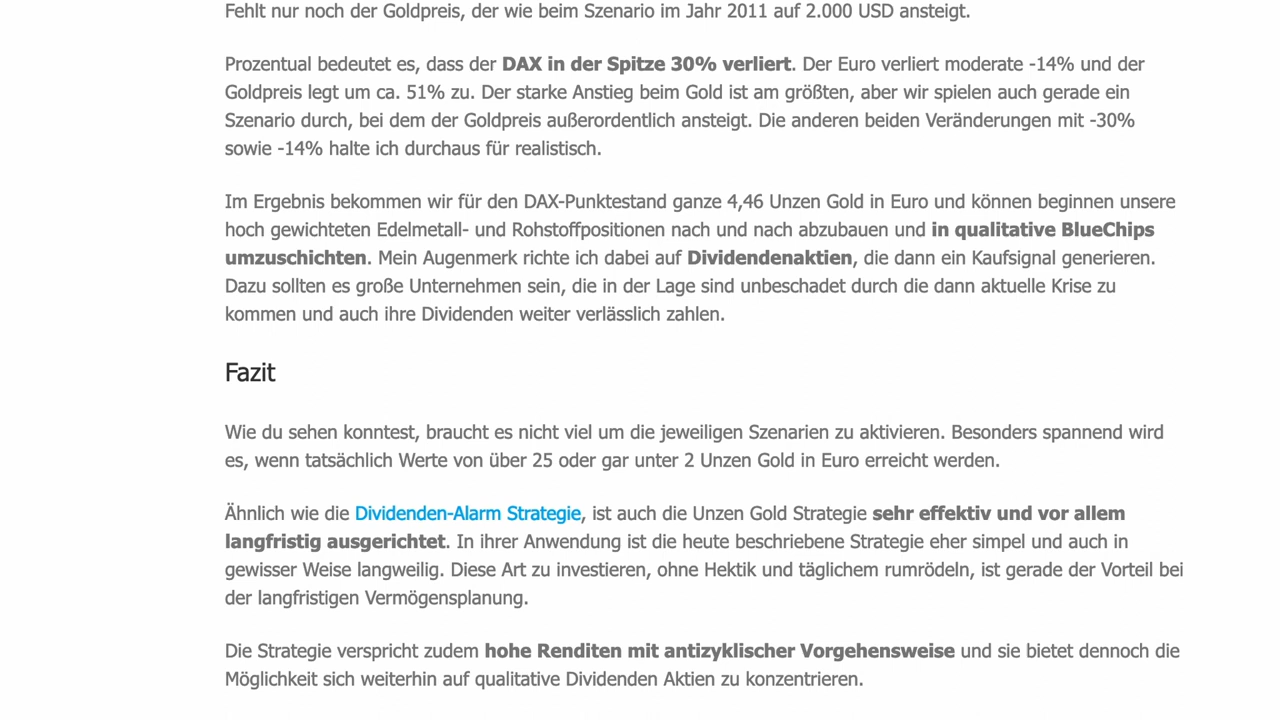 Fehlt nur noch der Goldpreis, der wie beim Szenario im Jahr 2011 auf 2.000 USD ansteigt.
Prozentual bedeutet es, dass der DAX in der Spitze 30% verliert. Der Euro verliert moderate -14% und der
Goldpreis legt um ca. 51% zu. Der starke Anstieg beim Gold ist am größten, aber wir spielen auch gerade ein
Szenario durch, bei dem der Goldpreis außerordentlich ansteigt. Die anderen beiden Veränderungen mit -30%
sowie -14% halte ich durchaus für realistisch.
Im Ergebnis bekommen wir für den DAX-Punktestand ganze 4,46 Unzen Gold in Euro und können beginnen unsere
hoch gewichteten Edelmetall- und Rohstoffpositionen nach und nach abzubauen und in qualitative BlueChips
umzuschichten. Mein Augenmerk richte ich dabei auf Dividendenaktien, die dann ein Kaufsignal generieren.
Dazu sollten es große Unternehmen sein, die in der Lage sind unbeschadet durch die dann aktuelle Krise zu
kommen und auch ihre Dividenden weiter verlässlich zahlen.
Fazit
Wie du sehen konntest, braucht es nicht viel um die jeweiligen Szenarien zu aktivieren. Besonders spannend wird
es, wenn tatsächlich Werte von über 25 oder gar unter 2 Unzen Gold in Euro erreicht werden.
Ähnlich wie die Dividenden-Alarm Strategie, ist auch die Unzen Gold Strategie sehr effektiv und vor allem
langfristig ausgerichtet. In ihrer Anwendung ist die heute beschriebene Strategie eher simpel und auch in
gewisser Weise langweilig. Diese Art zu investieren, ohne Hektik und täglichem rumrödeln, ist gerade der Vorteil bei
der langfristigen Vermögensplanung.
Die Strategie verspricht zudem hohe Renditen mit antizyklischer Vorgehensweise und sie bietet dennoch die
Möglichkeit sich weiterhin auf qualitative Dividenden Aktien zu konzentrieren.